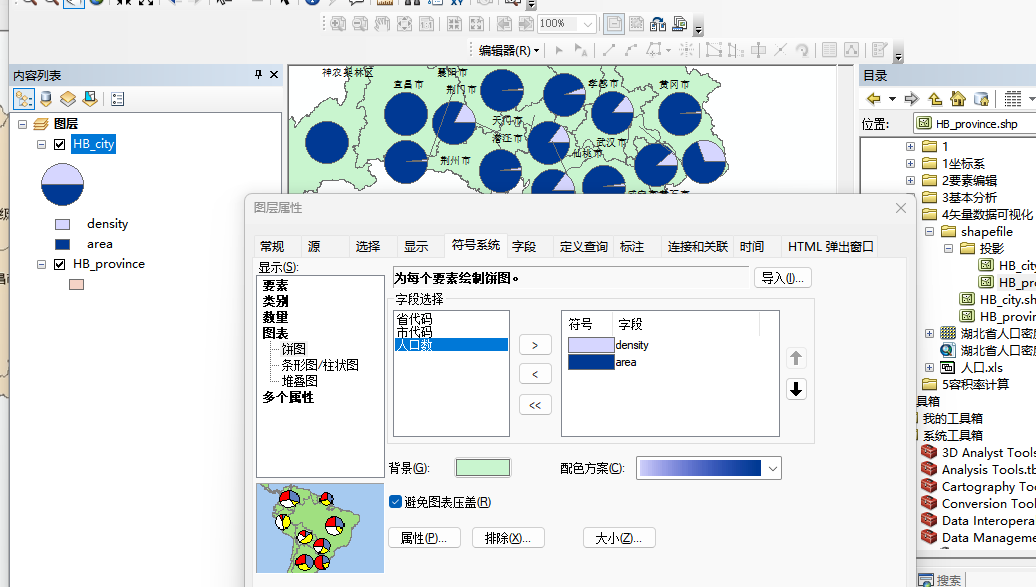 100%
编辑器(R)
内容列表
图层
HB_city
density
area
HB_province
神农架林区
襄阳市
宜昌市
荆门市
孝感市
黄冈市
天门市
潜江市
武汉市
仙桃市
荆州市
目录
位置:
HB_province.shp
1
1坐标系
2要素编辑
3基本分析
4矢量数据可视化
shapefile
投影
HB_city
HB_pro
HB_city.sh
HB_provin
湖北省人口密度
湖北省人口密度
人口.xls
5容积率计算
具箱
我的工具箱
系统工具箱
3D Analyst Tools
Analysis Tools.tb
Cartography Too
Conversion Tool
Data Interopera
Data Manageme
搜索
图层属性
常规
源
选择
显示
符号系统
字段
定义查询
标注
连接和关联
时间
HTML 弹出窗口
显示(S):
要素
类别
数量
图表
饼图
条形图/柱状图
堆叠图
多个属性
为每个要素绘制饼图。
导入(I)...
字段选择
省代码
市代码
人口数
>
<
<<
符号
字段
density
area
背景(G):
配色方案(C):
避免图表压盖(R)
属性(P)...
排除(X)...
大小(Z)...